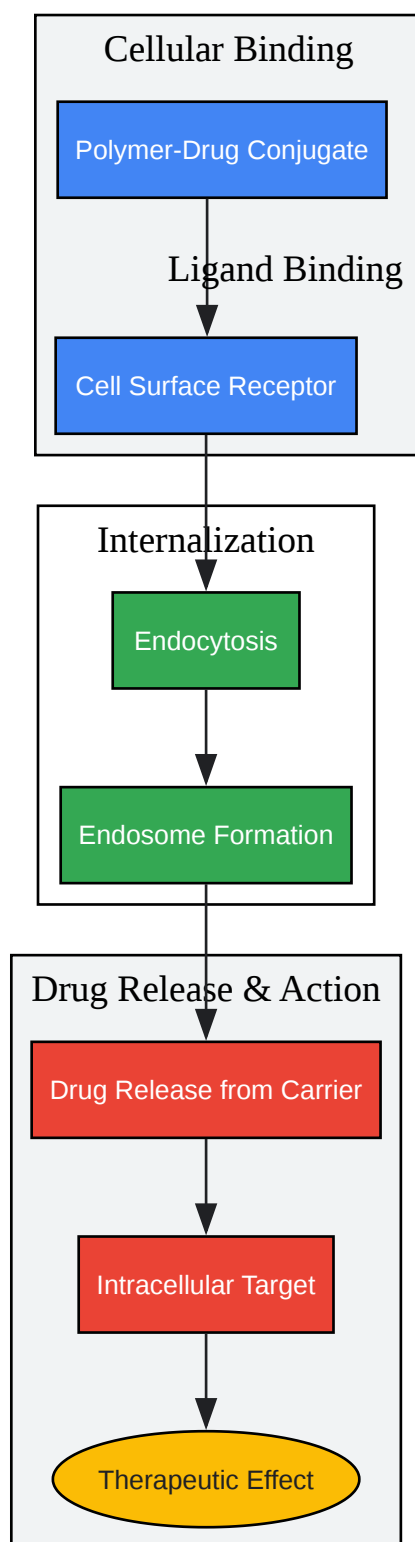 Cellular Binding
Polymer-Drug Conjugate
Ligand Binding
Cell Surface Receptor
Internalization
Endocytosis
Endosome Formation
Drug Release & Action
Drug Release from Carrier
Intracellular Target
Therapeutic Effect